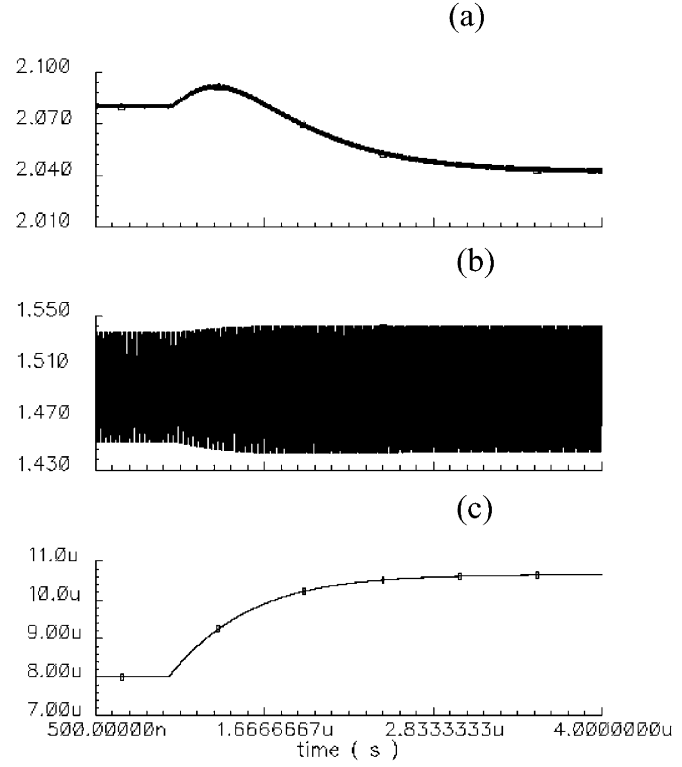 (a)
2.100
2.070
2.040
2.010
(b)
1.550
1.510
1.470
1.430
(c)
11.0u
10.0u
9.00u
8.00u
7.00u
500.00000n 1.6666667u 2.8333333u 4.0000000u
time ( s )